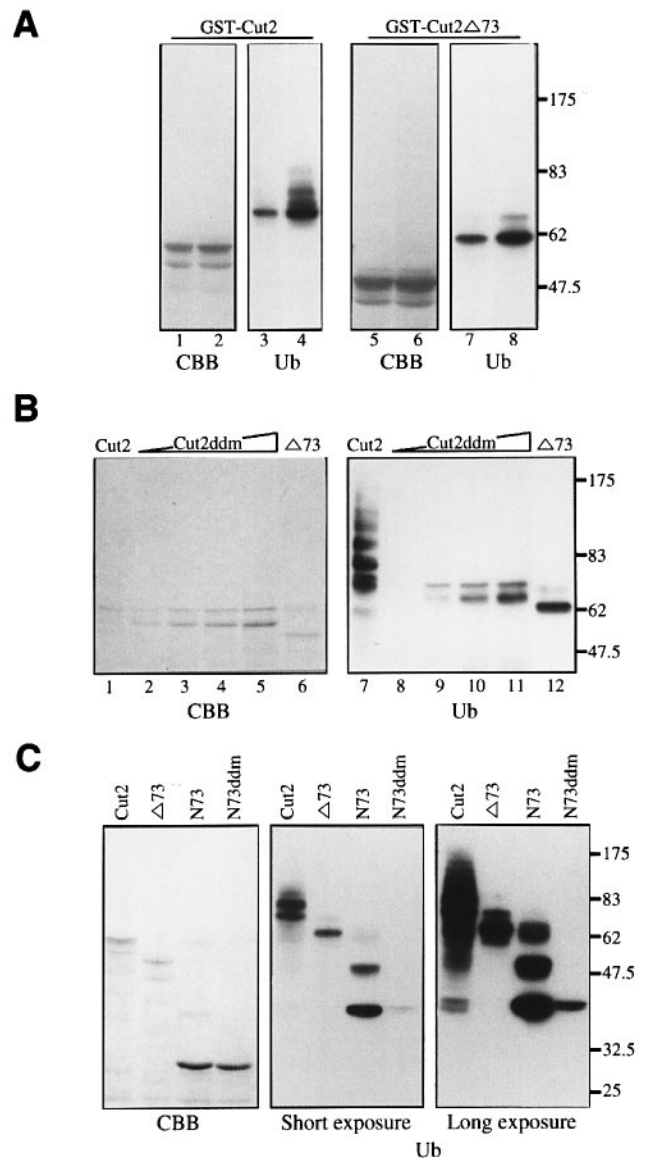 A
GST-Cut2 GST-Cut2△73
175
83
62
47.5
1 2 3 4 5 6 7 8
CBB Ub CBB Ub
B
Cut2 Cut2ddm △73 Cut2 Cut2ddm △73
175
83
62
47.5
1 2 3 4 5 6 7 8 9 10 11 12
CBB Ub
C
Cut2 △73 N73 N73ddm Cut2 △73 N73 N73ddm Cut2 △73 N73 N73ddm
175
83
62
47.5
32.5
25
CBB Short exposure Long exposure
Ub